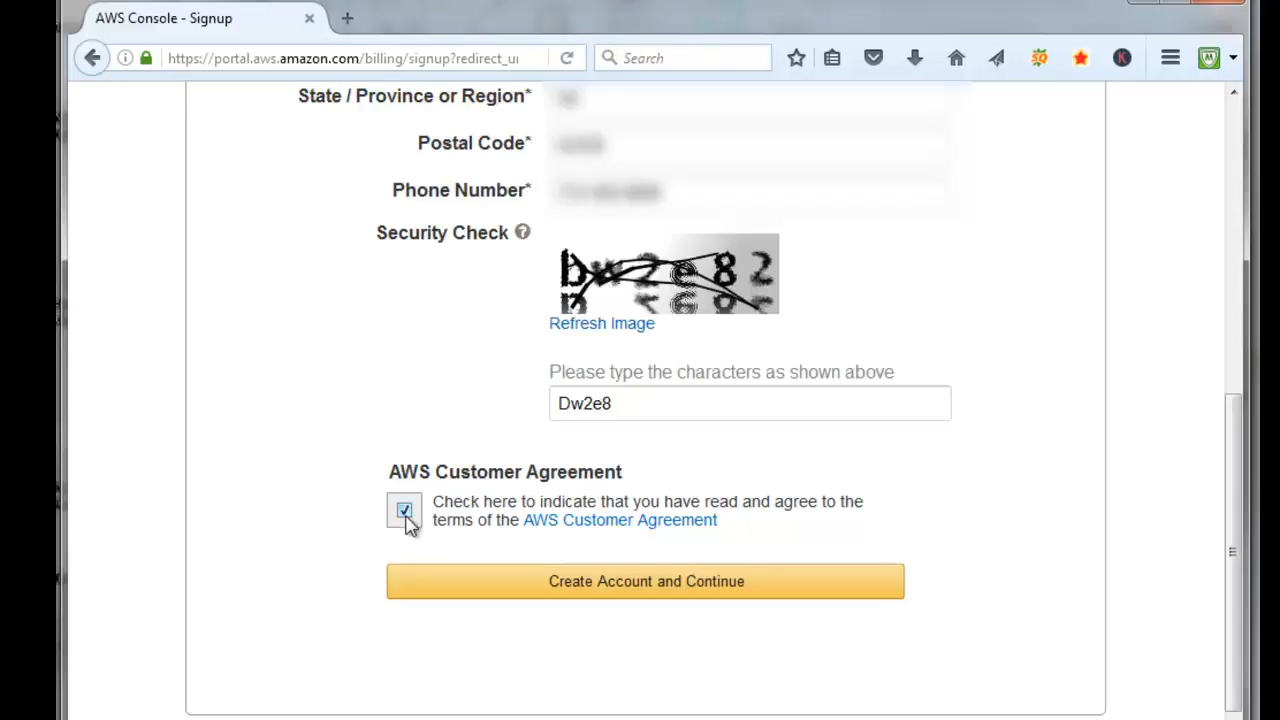 AWS Console - Signup
https://portal.aws.amazon.com/billing/signup?redirect_u
Search
State / Province or Region*
Postal Code*
Phone Number*
Security Check
Refresh Image
Please type the characters as shown above
Dw2e8
AWS Customer Agreement
Check here to indicate that you have read and agree to the
terms of the AWS Customer Agreement
Create Account and Continue